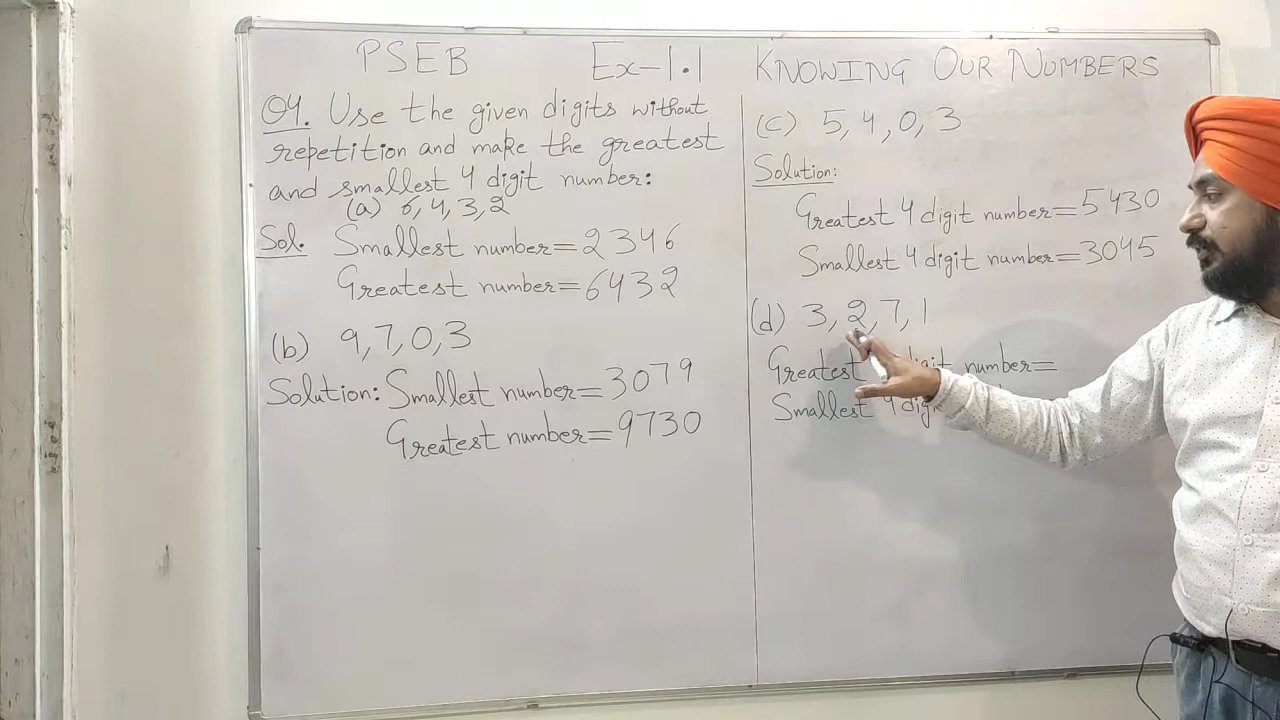 PSEB Ex-1.1 KNOWING OUR NUMBERS
Q4. Use the given digits without
repetition and make the greatest
and smallest 4 digit number:
(a) 6, 4, 3, 2
Sol. Smallest number = 2346
Greatest number = 6432
(b) 9, 7, 0, 3
Solution: Smallest number = 3079
Greatest number = 9730
(c) 5, 4, 0, 3
Solution:
Greatest 4 digit number = 5430
Smallest 4 digit number = 3045
(d) 3, 2, 7, 1
Greatest digit number =
Smallest 4